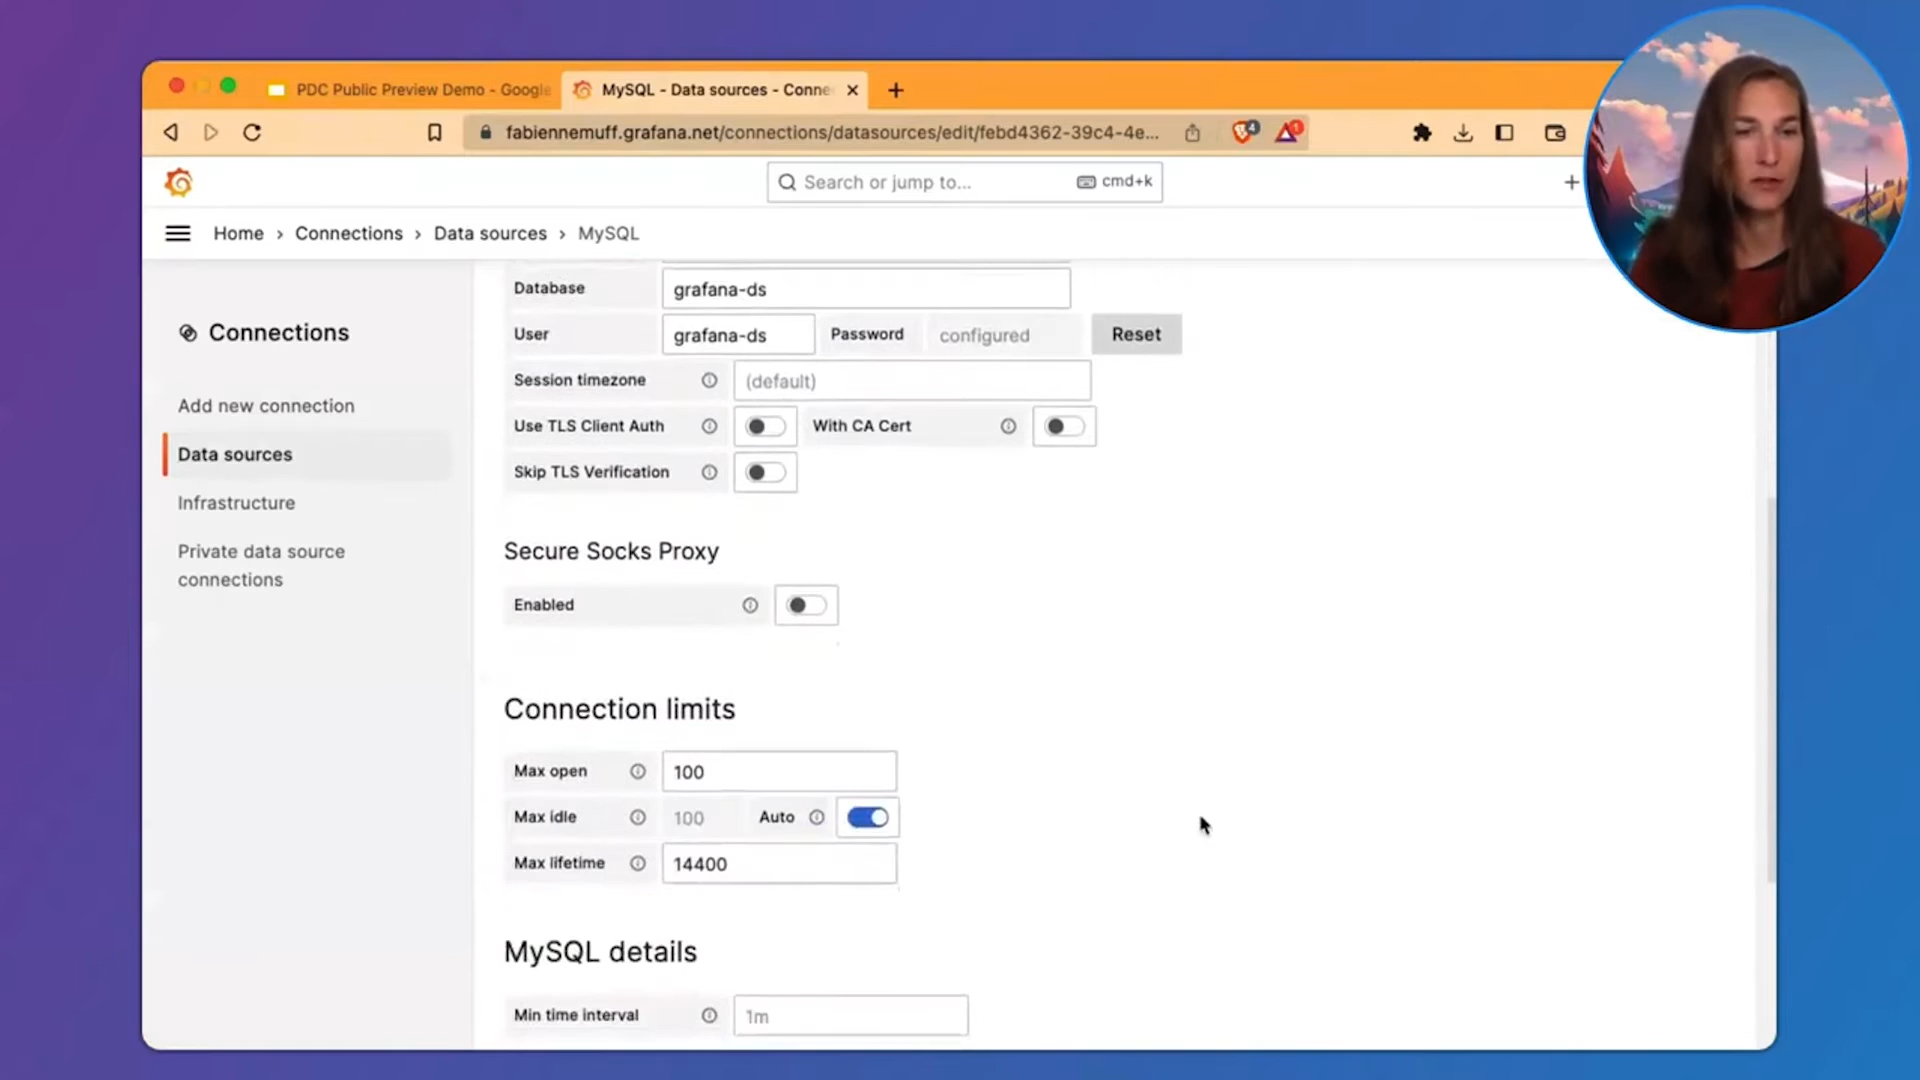 PDC Public Preview Demo - Google
MySQL - Data sources - Conne
fabiennemuff.grafana.net/connections/datasources/edit/febd4362-39c4-4e...
4
1
Search or jump to...
cmd+k
Home › Connections › Data sources › MySQL
Connections
Add new connection
Data sources
Infrastructure
Private data source
connections
Database
grafana-ds
User
grafana-ds
Password
configured
Reset
Session timezone
(default)
Use TLS Client Auth
With CA Cert
Skip TLS Verification
Secure Socks Proxy
Enabled
Connection limits
Max open
100
Max idle
100
Auto
Max lifetime
14400
MySQL details
Min time interval
1m